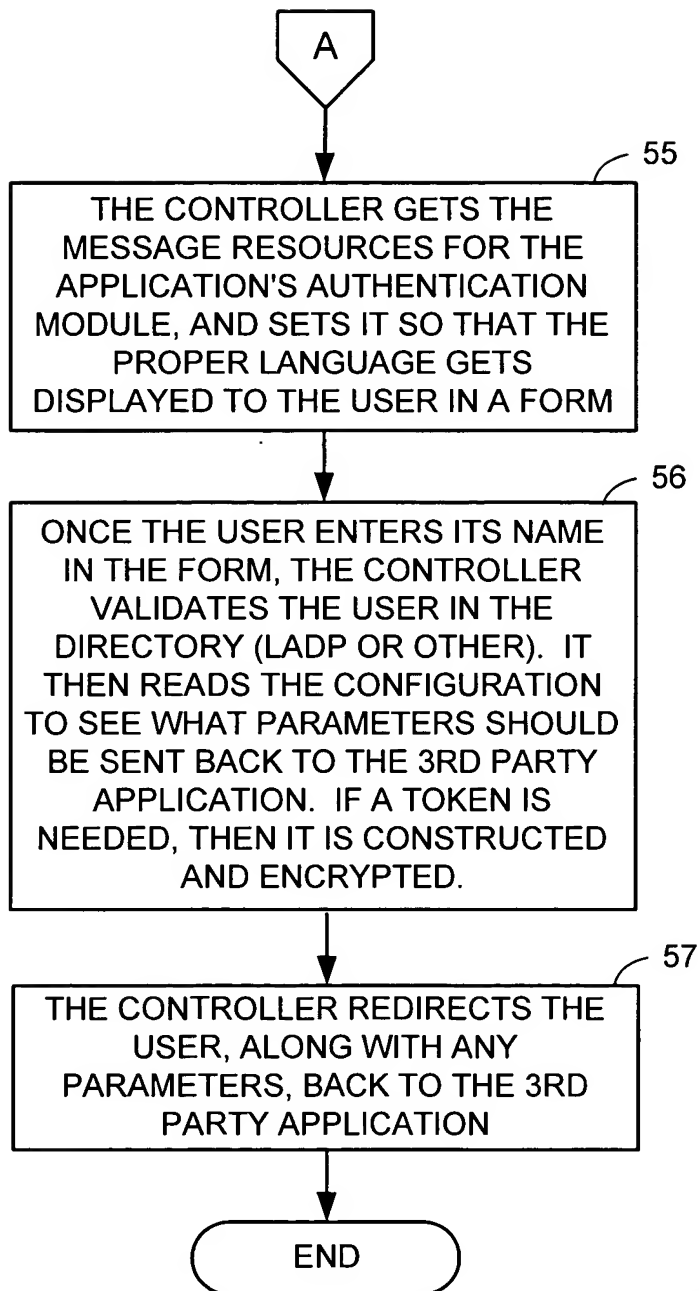 A
55
THE CONTROLLER GETS THE
MESSAGE RESOURCES FOR THE
APPLICATION'S AUTHENTICATION
MODULE, AND SETS IT SO THAT THE
PROPER LANGUAGE GETS
DISPLAYED TO THE USER IN A FORM
56
ONCE THE USER ENTERS ITS NAME
IN THE FORM, THE CONTROLLER
VALIDATES THE USER IN THE
DIRECTORY (LADP OR OTHER). IT
THEN READS THE CONFIGURATION
TO SEE WHAT PARAMETERS SHOULD
BE SENT BACK TO THE 3RD PARTY
APPLICATION. IF A TOKEN IS
NEEDED, THEN IT IS CONSTRUCTED
AND ENCRYPTED.
57
THE CONTROLLER REDIRECTS THE
USER, ALONG WITH ANY
PARAMETERS, BACK TO THE 3RD
PARTY APPLICATION
END